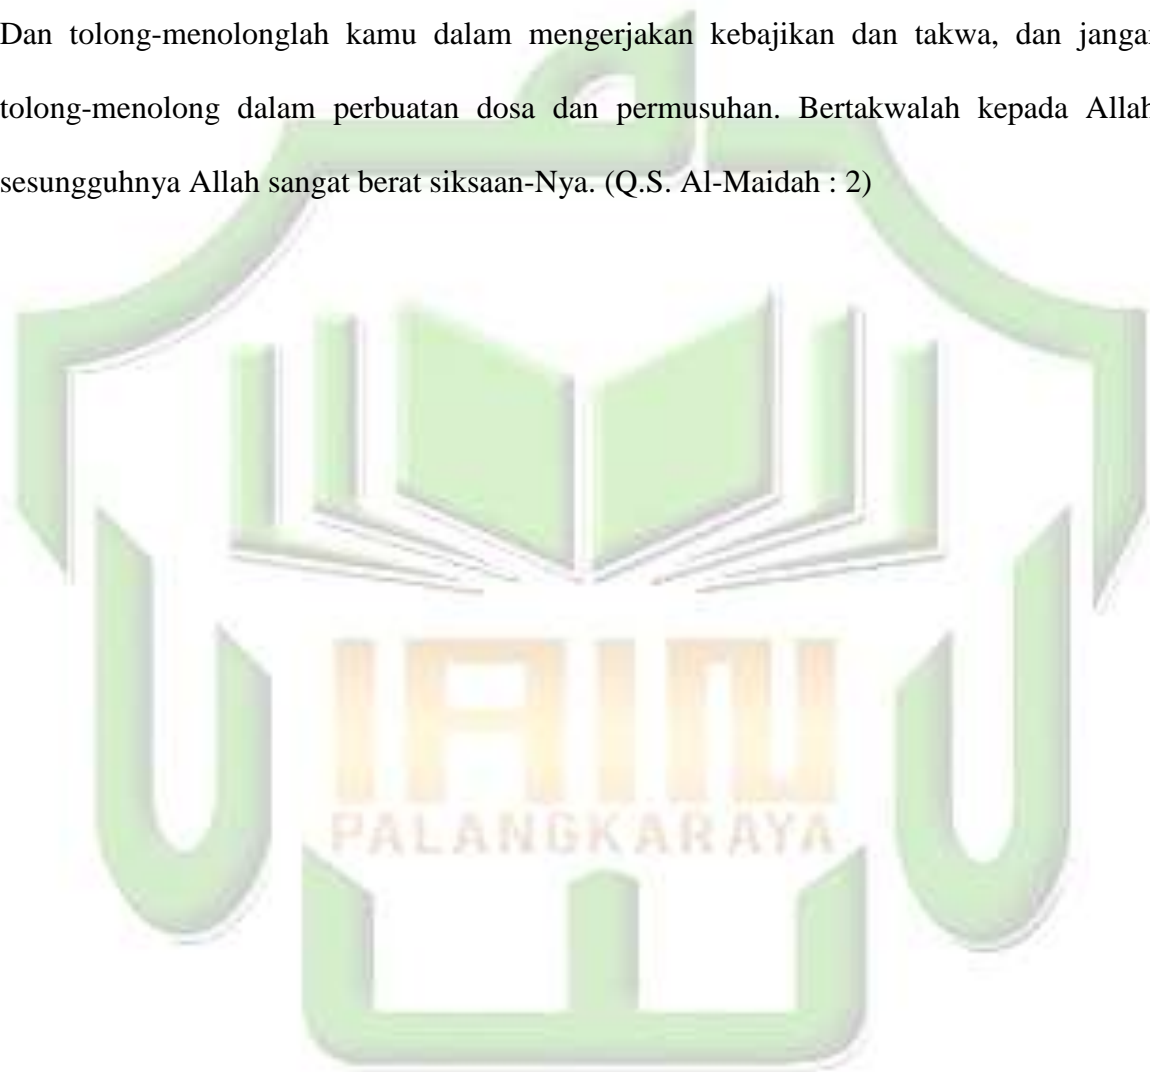 Dan tolong-menolonglah kamu dalam mengerjakan kebajikan dan takwa, dan jangan
tolong-menolong dalam perbuatan dosa dan permusuhan. Bertakwalah kepada Allah
sesungguhnya Allah sangat berat siksaan-Nya. (Q.S. Al-Maidah : 2)
IAIN
PALANGKARAYA